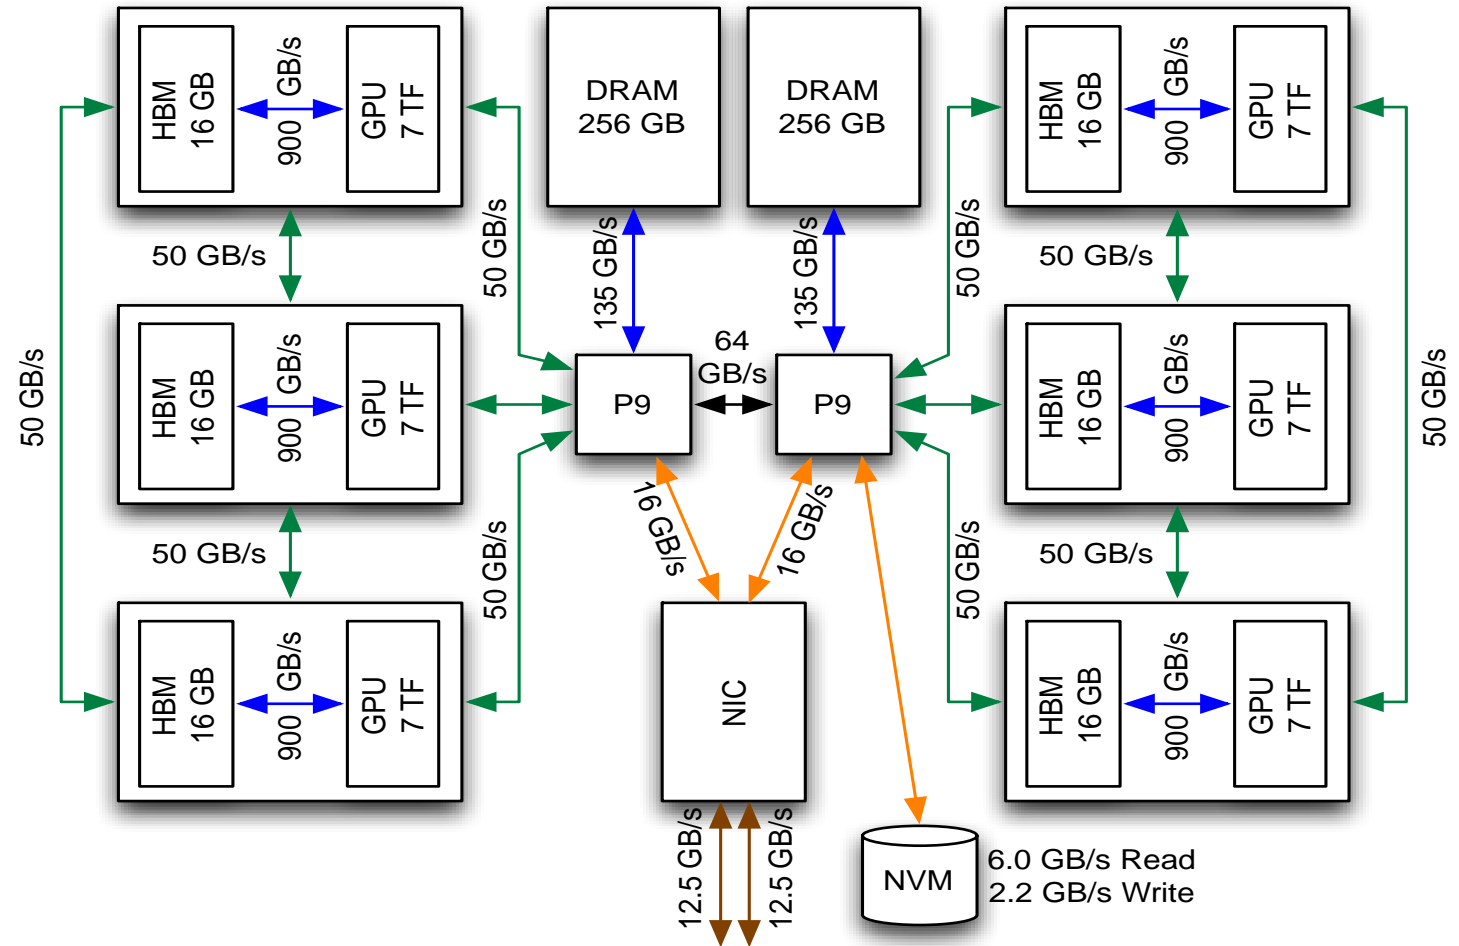 HBM
16 GB
900 GB/s
GPU
7 TF
DRAM
256 GB
DRAM
256 GB
HBM
16 GB
900 GB/s
GPU
7 TF
50 GB/s
50 GB/s
135 GB/s
135 GB/s
50 GB/s
50 GB/s
50 GB/s
HBM
16 GB
900 GB/s
GPU
7 TF
P9
64
GB/s
P9
HBM
16 GB
900 GB/s
GPU
7 TF
50 GB/s
50 GB/s
50 GB/s
16 GB/s
16 GB/s
50 GB/s
50 GB/s
HBM
16 GB
900 GB/s
GPU
7 TF
NIC
HBM
16 GB
900 GB/s
GPU
7 TF
12.5 GB/s
12.5 GB/s
NVM
6.0 GB/s Read
2.2 GB/s Write